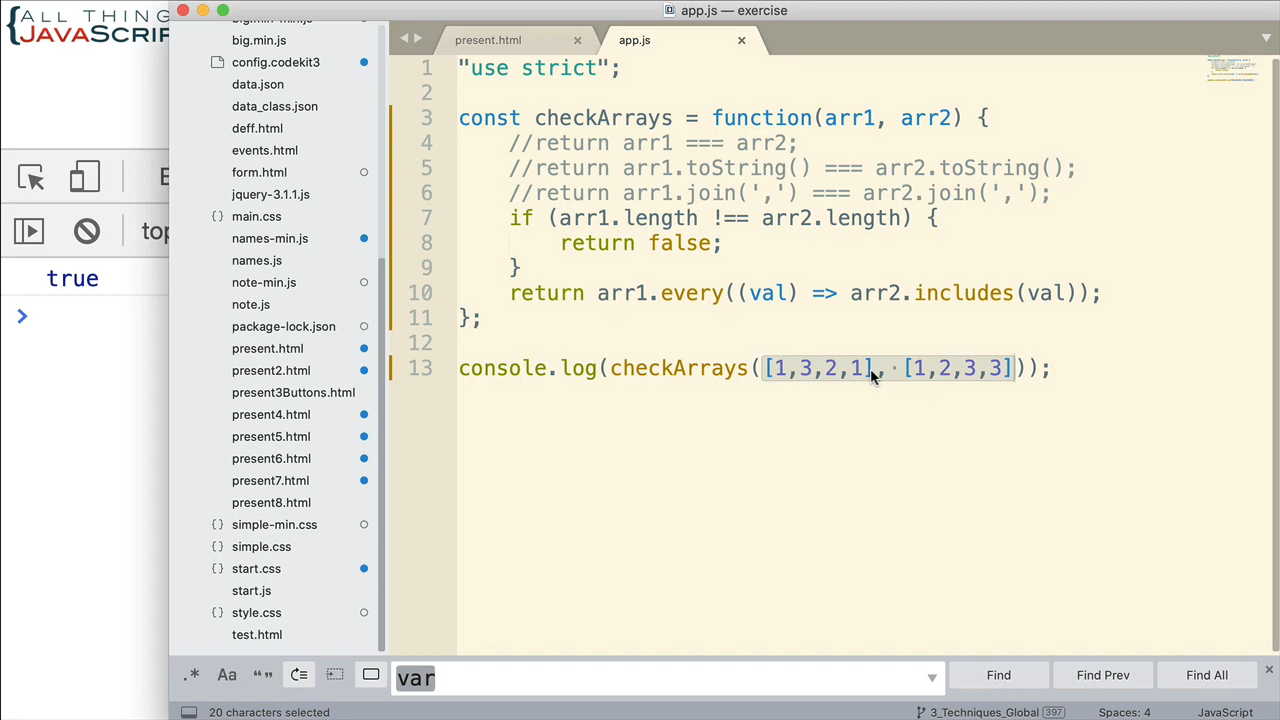 ALL THING
JAVASCRI
app.js — exercise
present.html ×
app.js ×
big-min-min.js
big.min.js
config.codekit3
data.json
data_class.json
deff.html
events.html
form.html
jquery-3.1.1.js
main.css
names-min.js
names.js
note-min.js
note.js
package-lock.json
present.html
present2.html
present3Buttons.html
present4.html
present5.html
present6.html
present7.html
present8.html
{} simple-min.css
{} simple.css
{} start.css
start.js
{} style.css
test.html
top
true
>
1 "use strict";
2
3 const checkArrays = function(arr1, arr2) {
4 //return arr1 === arr2;
5 //return arr1.toString() === arr2.toString();
6 //return arr1.join(',') === arr2.join(',');
7 if (arr1.length !== arr2.length) {
8 return false;
9 }
10 return arr1.every((val) => arr2.includes(val));
11 };
12
13 console.log(checkArrays([1,3,2,1], [1,2,3,3]));
.* Aa “” var Find Find Prev Find All ×
20 characters selected 3_Techniques_Global 397 Spaces: 4 JavaScript